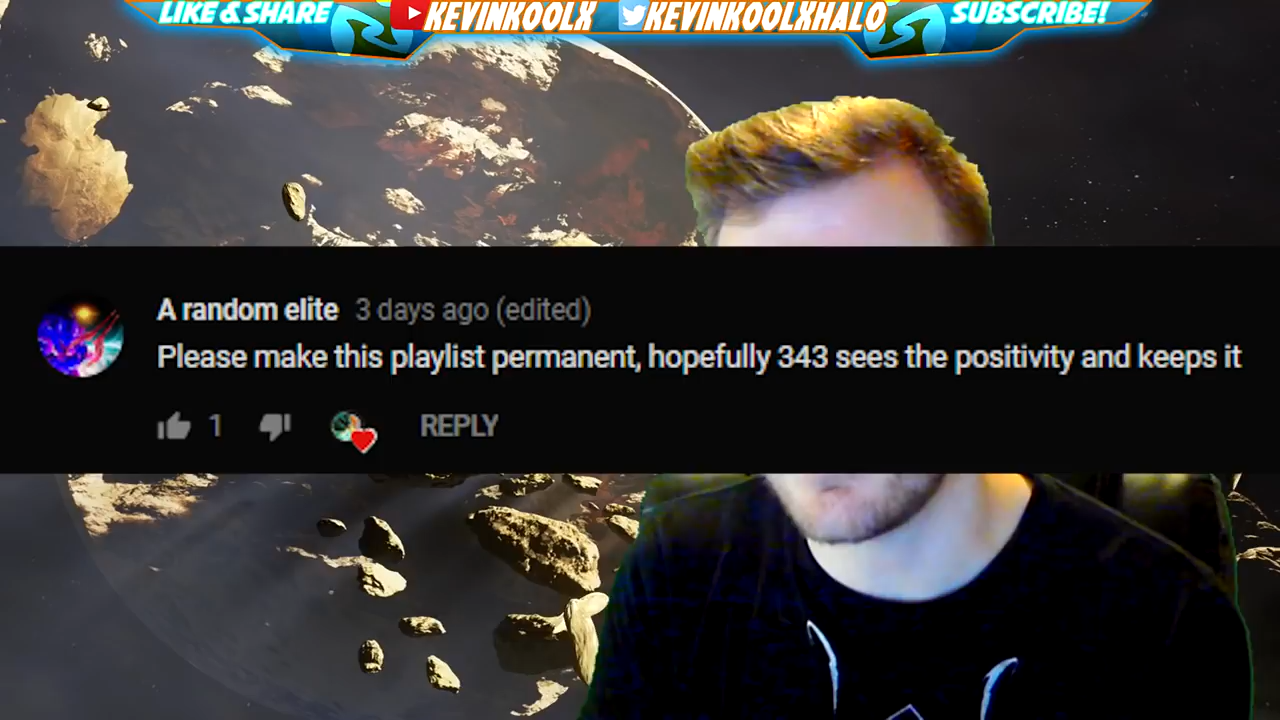 LIKE & SHARE KEVINKOOLX KEVINKOOLXHALO SUBSCRIBE!
A random elite 3 days ago (edited)
Please make this playlist permanent, hopefully 343 sees the positivity and keeps it
1 REPLY